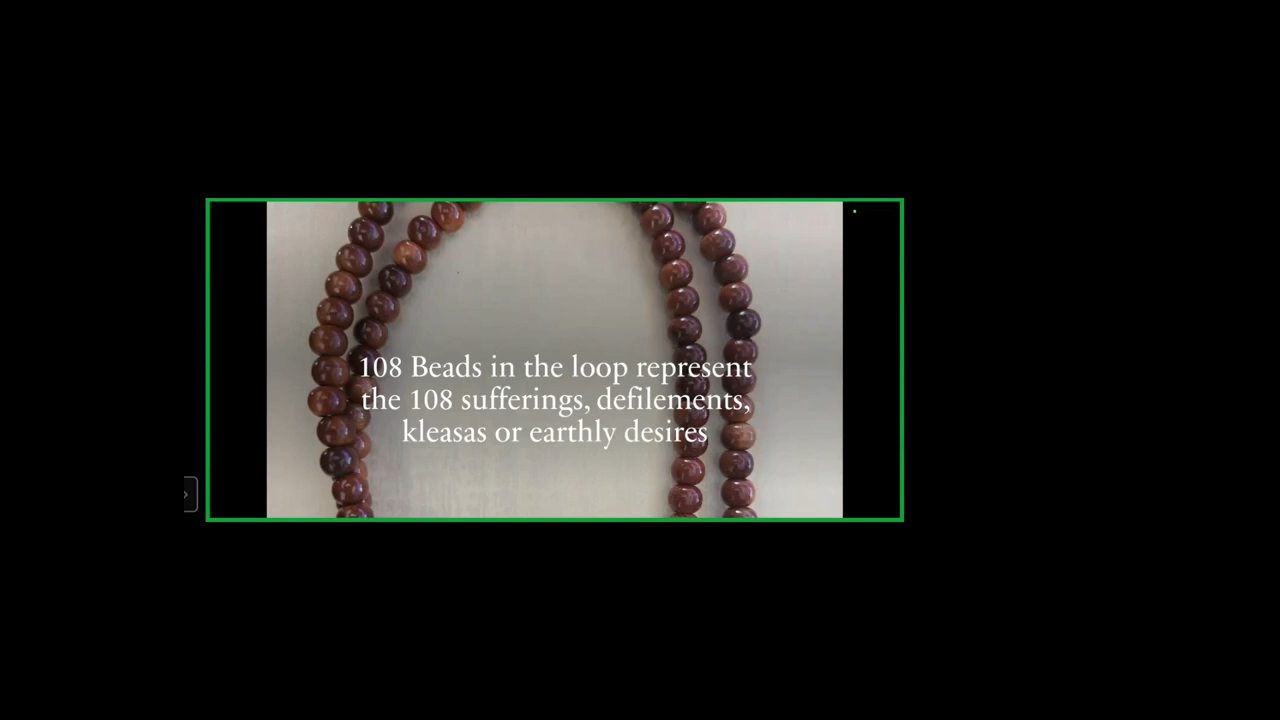 108 Beads in the loop represent
the 108 sufferings, defilements,
kleasas or earthly desires